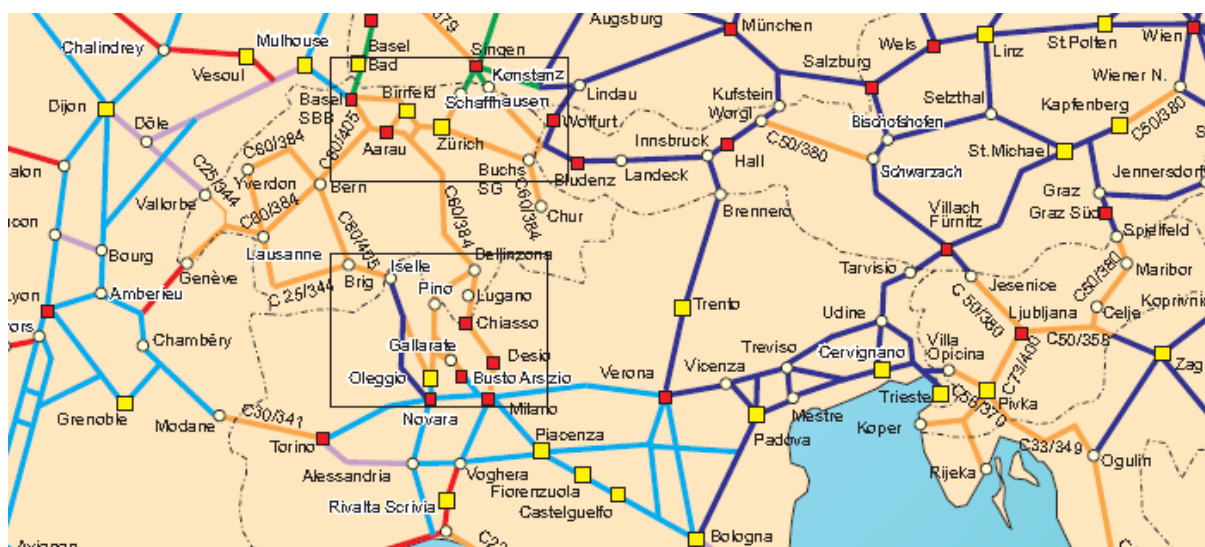 Chalindrey
Mulhouse
Vesoul
Basel
Bad
Singen
Konstanz
Augsburg
München
Wels
Linz
St.Polten
Wien
Salzburg
Wiener N.
Dijon
Dôle
Basel
SBB
Birrfeld
Schaffhausen
Lindau
Kufstein
Worgl
Selzthal
Kapfenberg
C50/380
Wolfurt
Bischofshofen
Aarau
Zürich
Innsbruck
Hall
C50/380
St.Michael
C60/384
C60/405
C25/344
Yverdon
Bern
Buchs
SG
Bludenz
Landeck
Schwarzach
Graz
Jennersdorf
Vallorbe
C60/384
C60/384
C60/384
Chur
Brennero
Villach
Fürnitz
Graz Süd
Spielfeld
Bourg
Genève
Lausanne
C60/405
Iselle
Bellinzona
Tarvisio
Jesenice
Maribor
Lyon
Amberieu
C 25/344
Brig
Pino
Lugano
Trento
C 50/380
Ljubljana
C50/380
Celje
Chambéry
Chiasso
Udine
C50/358
Gallarate
Desio
Vicenza
Treviso
Cervignano
Villa
Opicina
C73/400
Oleggio
Busto Arsizio
Verona
Trieste
Grenoble
Modane
C30/341
Novara
Milano
Mestre
Pivka
Torino
Piacenza
Padova
Koper
C33/349
Alessandria
Voghera
Rijeka
Ogulin
Fiorenzuola
Rivalta Scrivia
Castelguelfo
Bologna